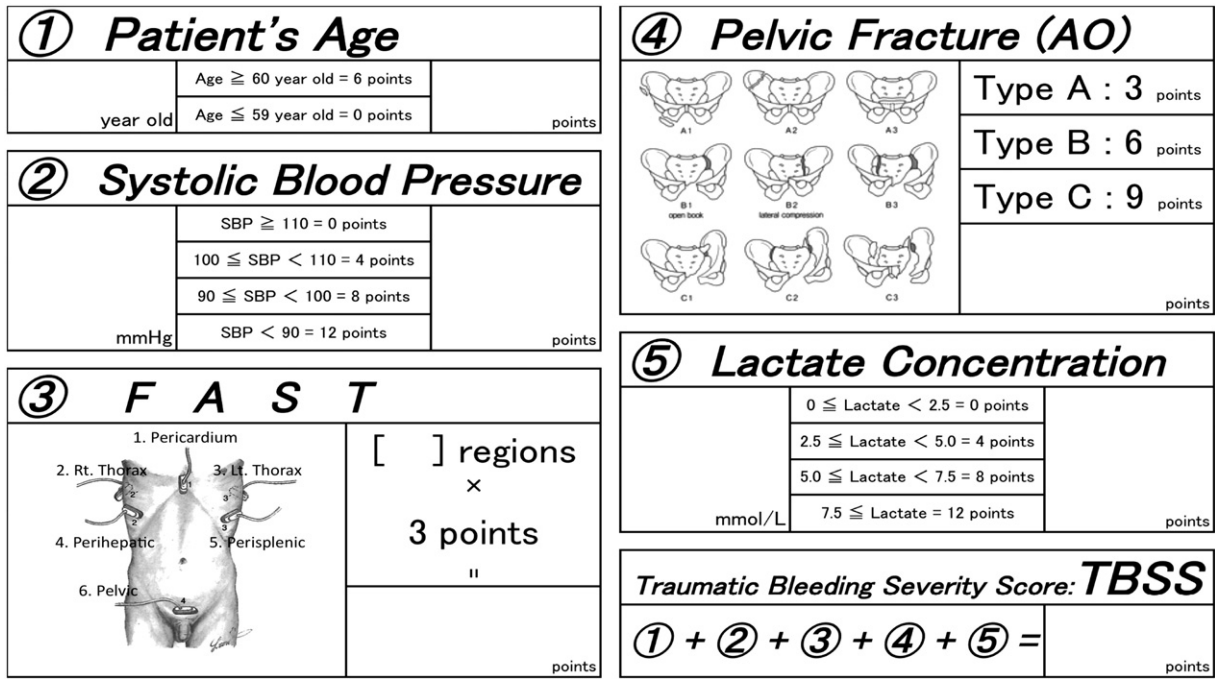 ① Patient's Age
Age ≧ 60 year old = 6 points
Age ≦ 59 year old = 0 points
year old
points
② Systolic Blood Pressure
SBP ≧ 110 = 0 points
100 ≦ SBP < 110 = 4 points
90 ≦ SBP < 100 = 8 points
SBP < 90 = 12 points
mmHg
points
③ F A S T
1. Pericardium
2. Rt. Thorax
3. Lt. Thorax
4. Perihepatic
5. Perisplenic
6. Pelvic
1
2
3
2
3
4
[ ] regions
×
3 points
=
points
④ Pelvic Fracture (AO)
A1 A2 A3
B1 B2 B3
open book lateral compression
C1 C2 C3
Type A : 3 points
Type B : 6 points
Type C : 9 points
points
⑤ Lactate Concentration
0 ≦ Lactate < 2.5 = 0 points
2.5 ≦ Lactate < 5.0 = 4 points
5.0 ≦ Lactate < 7.5 = 8 points
7.5 ≦ Lactate = 12 points
mmol/L
points
Traumatic Bleeding Severity Score: TBSS
① + ② + ③ + ④ + ⑤ =
points